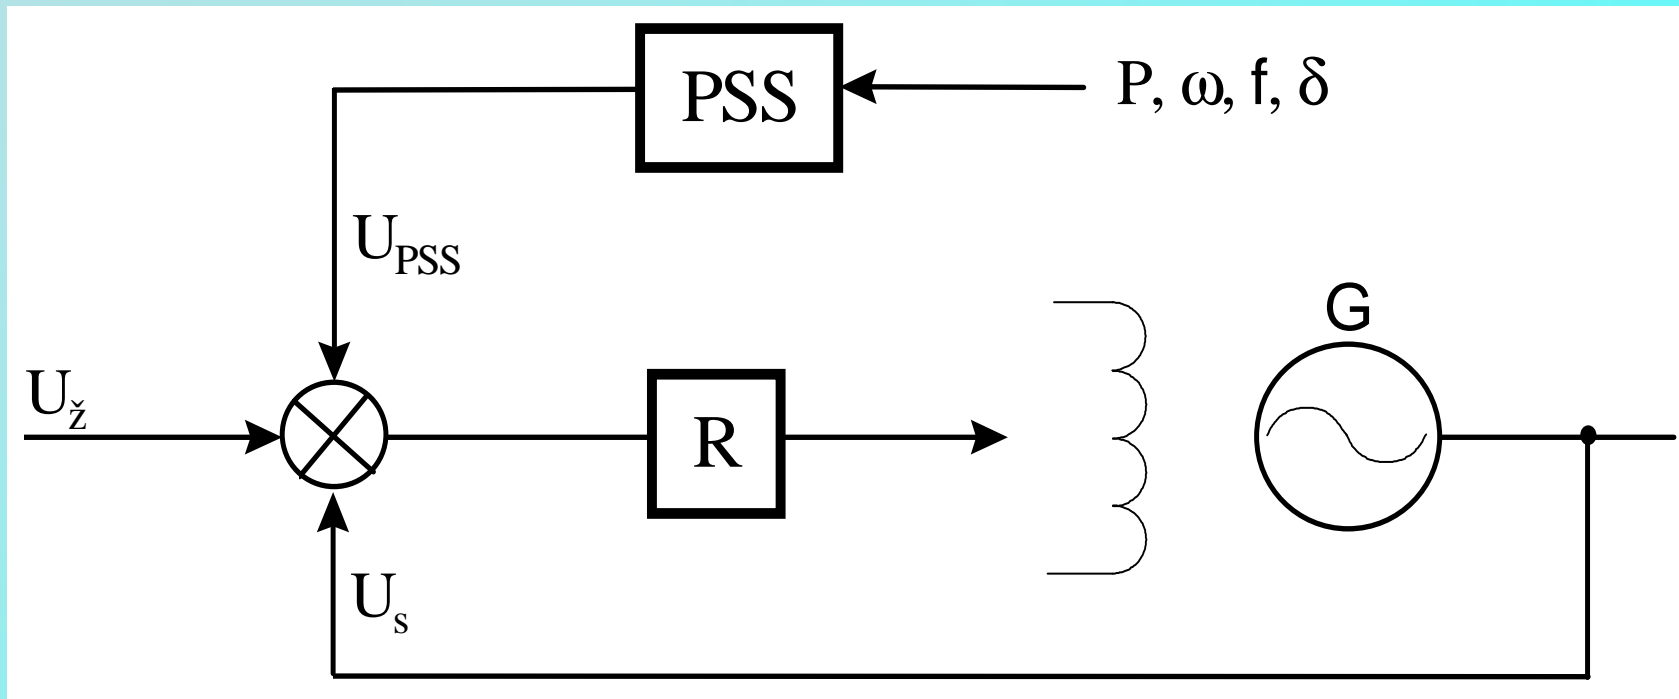 PSS
P, ω, f, δ
U_PSS
G
U_ž
R
U_s